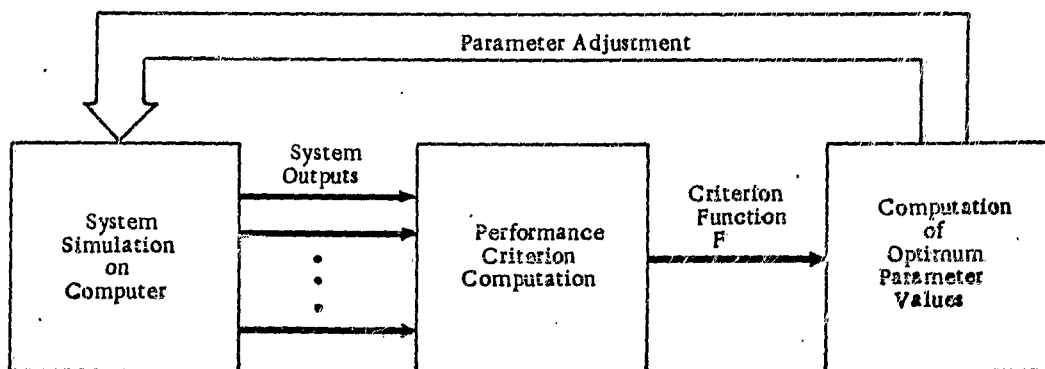 Parameter Adjustment
System
Outputs
System
Simulation
on
Computer
Performance
Criterion
Computation
Criterion
Function
F
Computation
of
Optimum
Parameter
Values